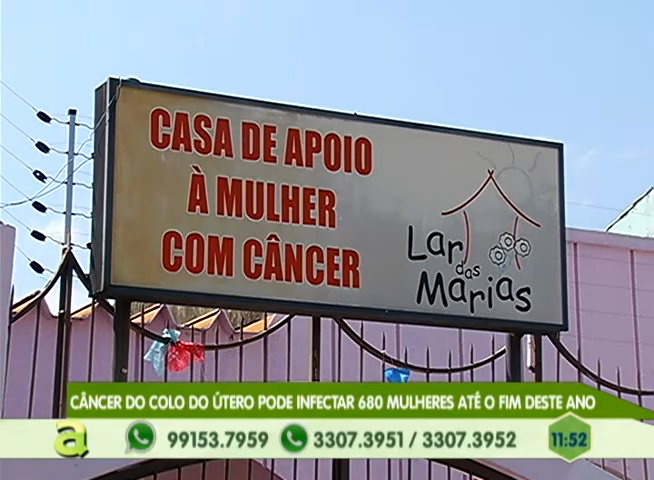 CASA DE APOIO
À MULHER
COM CÂNCER
Lar
das
Marias
CÂNCER DO COLO DO ÚTERO PODE INFECTAR 680 MULHERES ATÉ O FIM DESTE ANO
a 99153.7959 3307.3951 / 3307.3952 11:52